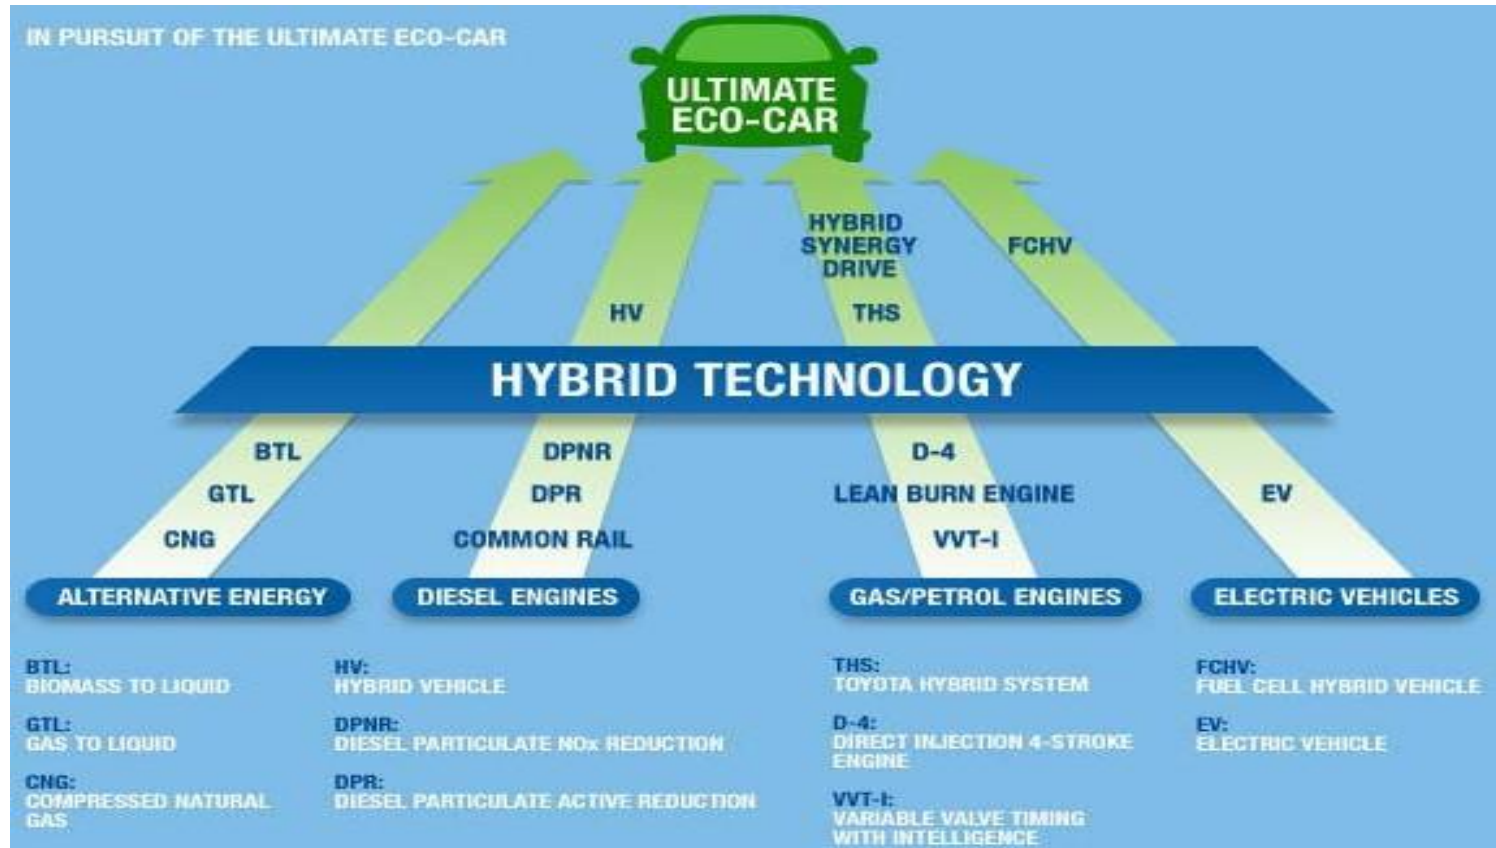 IN PURSUIT OF THE ULTIMATE ECO-CAR
ULTIMATE
ECO-CAR
HYBRID
SYNERGY
DRIVE
FCHV
HV
THS
HYBRID TECHNOLOGY
BTL
DPNR
D-4
GTL
DPR
LEAN BURN ENGINE
EV
CNG
COMMON RAIL
VVT-I
ALTERNATIVE ENERGY
DIESEL ENGINES
GAS/PETROL ENGINES
ELECTRIC VEHICLES
BTL:
BIOMASS TO LIQUID
GTL:
GAS TO LIQUID
CNG:
COMPRESSED NATURAL
GAS
HV:
HYBRID VEHICLE
DPNR:
DIESEL PARTICULATE NOx REDUCTION
DPR:
DIESEL PARTICULATE ACTIVE REDUCTION
THS:
TOYOTA HYBRID SYSTEM
D-4:
DIRECT INJECTION 4-STROKE
ENGINE
VVT-I:
VARIABLE VALVE TIMING
WITH INTELLIGENCE
FCHV:
FUEL CELL HYBRID VEHICLE
EV:
ELECTRIC VEHICLE